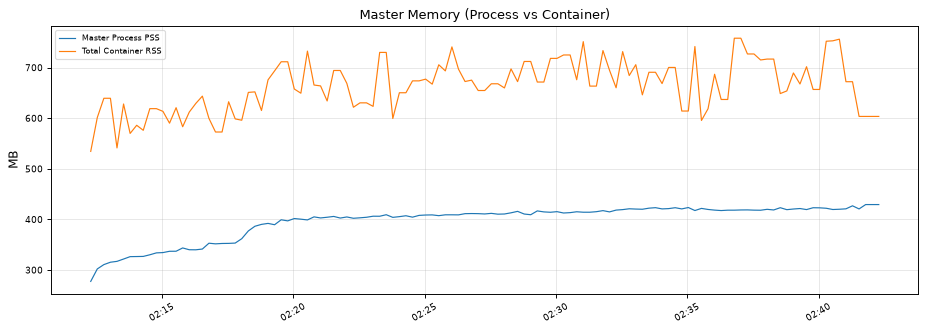 Master Memory (Process vs Container)
Master Process PSS
Total Container RSS
MB
700
600
500
400
300
02:15
02:20
02:25
02:30
02:35
02:40